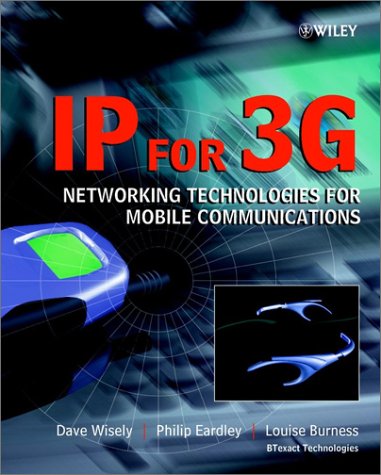 WILEY
IP FOR 3G
NETWORKING TECHNOLOGIES FOR
MOBILE COMMUNICATIONS
Dave Wisely | Philip Eardley | Louise Burness
BTexact Technologies